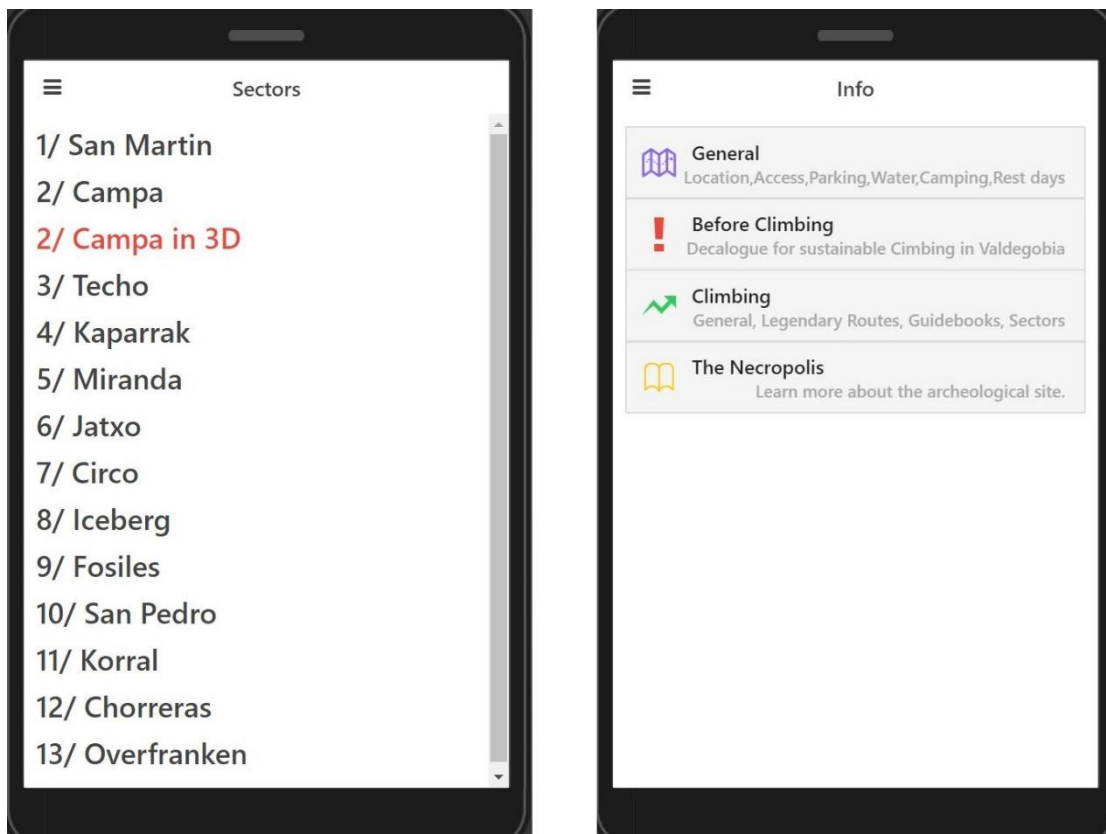 Sectors
1/ San Martin
2/ Campa
2/ Campa in 3D
3/ Techo
4/ Kaparrak
5/ Miranda
6/ Jatxo
7/ Circo
8/ Iceberg
9/ Fosiles
10/ San Pedro
11/ Korral
12/ Chorreras
13/ Overfranken
Info
General
Location,Access,Parking,Water,Camping,Rest days
Before Climbing
Decalogue for sustainable Cimbing in Valdegobia
Climbing
General, Legendary Routes, Guidebooks, Sectors
The Necropolis
Learn more about the archeological site.